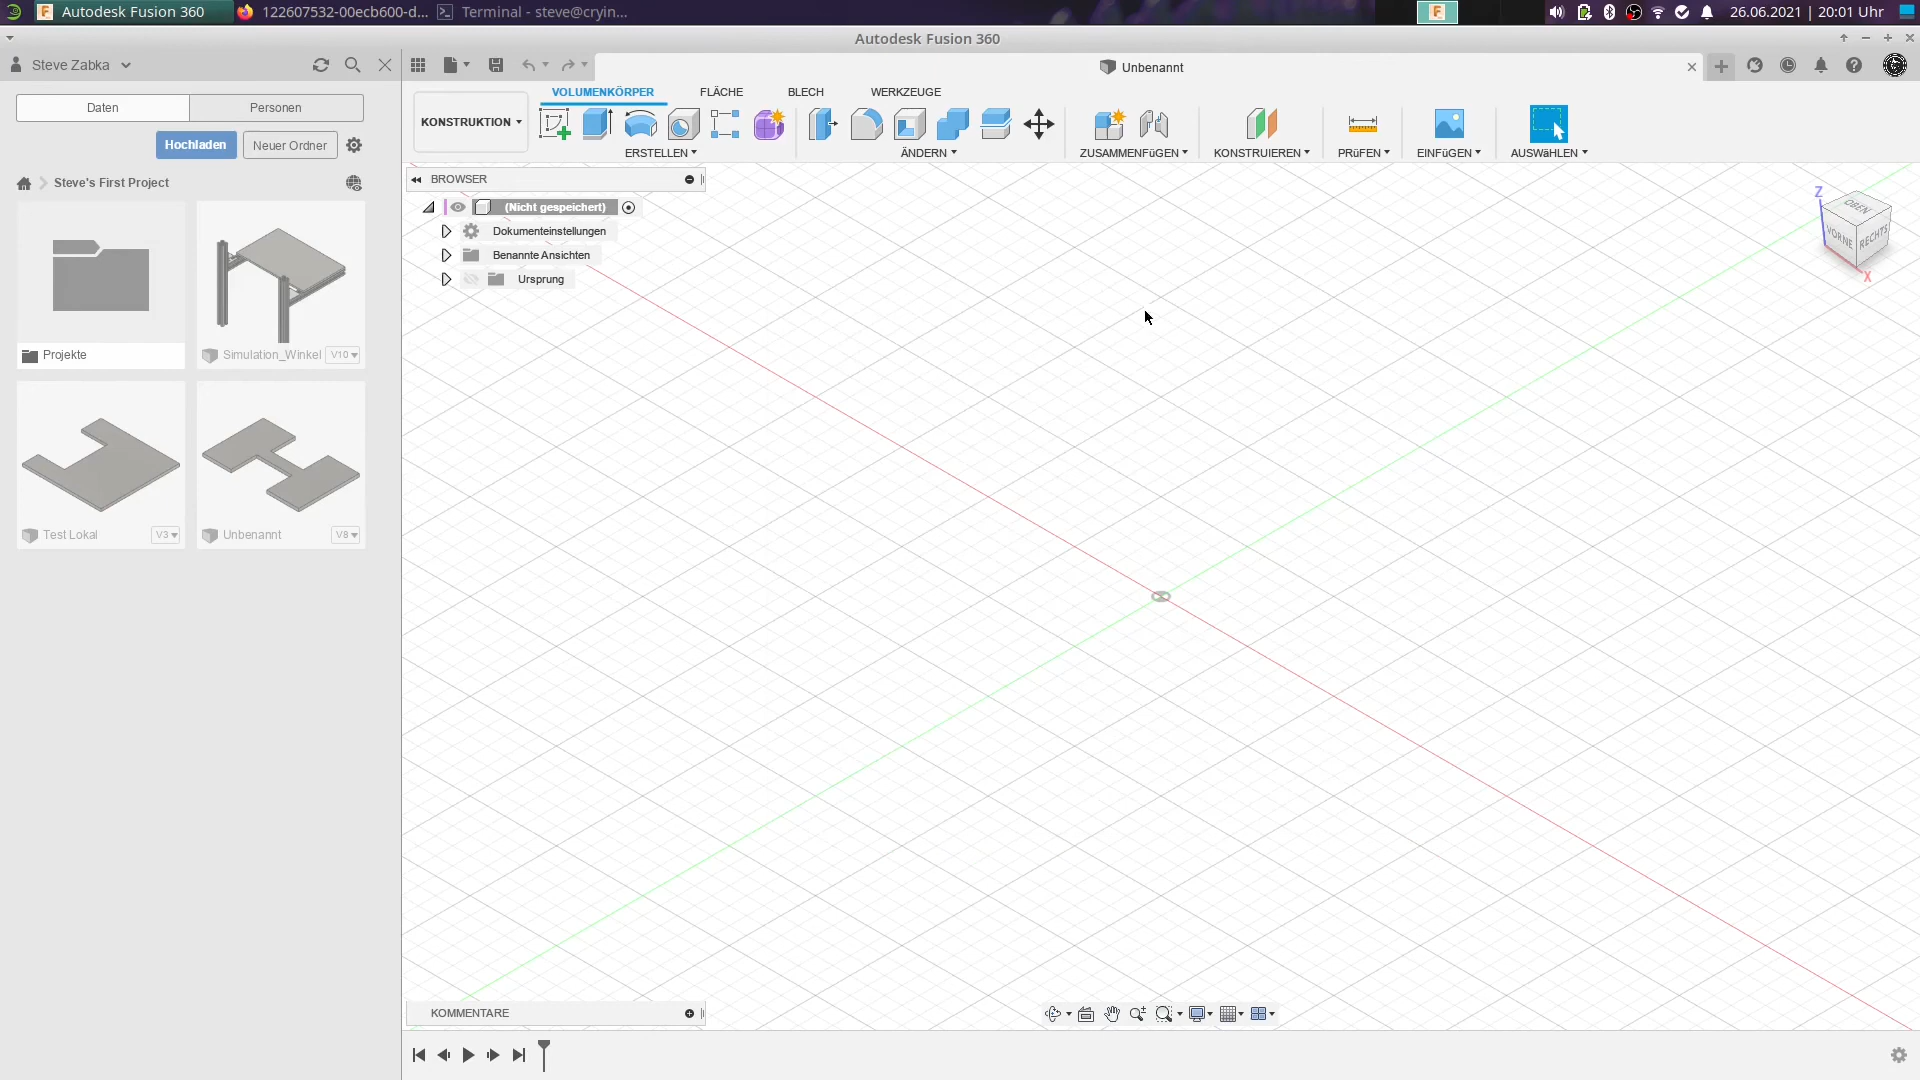 Autodesk Fusion 360
122607532-00ecb600-d...
Terminal - steve@cryin...
26.06.2021 | 20:01 Uhr
Autodesk Fusion 360
Steve Zabka
Unbenannt
Daten
Personen
Hochladen
Neuer Ordner
Steve's First Project
Projekte
Simulation_Winkel
V10
Test Lokal
V3
Unbenannt
V8
KONSTRUKTION
VOLUMENKÖRPER
FLÄCHE
BLECH
WERKZEUGE
ERSTELLEN
ÄNDERN
ZUSAMMENFüGEN
KONSTRUIEREN
PRüFEN
EINFüGEN
AUSWäHLEN
BROWSER
(Nicht gespeichert)
Dokumenteinstellungen
Benannte Ansichten
Ursprung
Z
OBEN
VORNE
RECHTS
X
KOMMENTARE